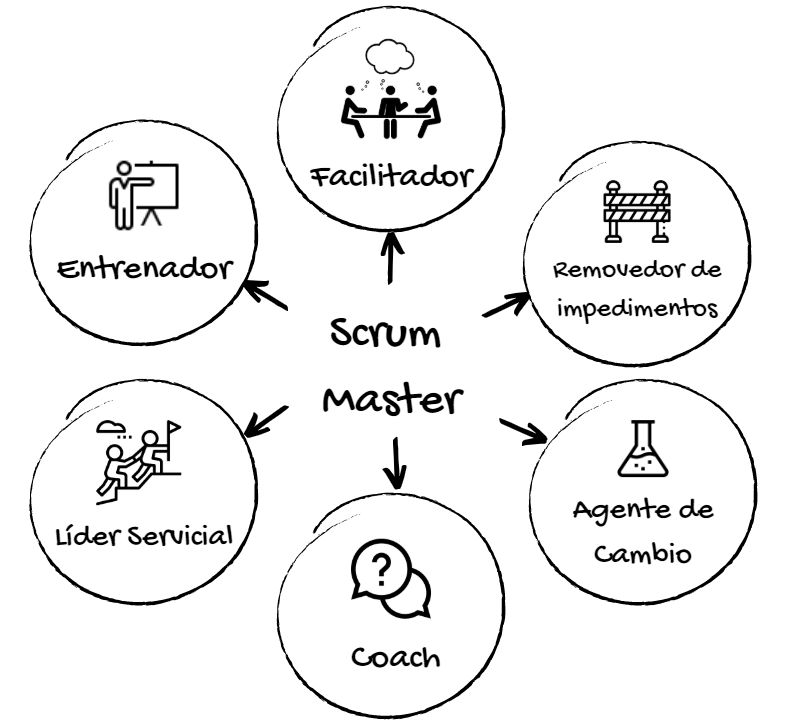 Facilitador
Entrenador
Removedor de
impedimentos
Scrum
Master
Líder Servicial
Agente de
Cambio
?
Coach